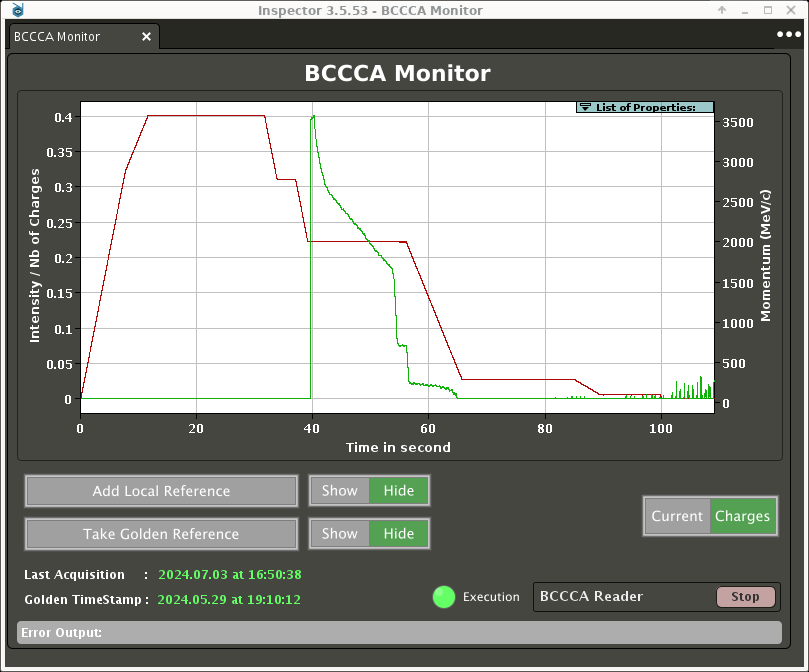 Inspector 3.5.53 - BCCCA Monitor
BCCCA Monitor
BCCCA Monitor
List of Properties:
0.4
0.35
0.3
0.25
0.2
0.15
0.1
0.05
0
Intensity / Nb of Charges
3500
3000
2500
2000
1500
1000
500
0
Momentum (MeV/c)
0 20 40 60 80 100
Time in second
Add Local Reference Show Hide
Current Charges
Take Golden Reference Show Hide
Last Acquisition : 2024.07.03 at 16:50:38
Golden TimeStamp : 2024.05.29 at 19:10:12
Execution BCCCA Reader Stop
Error Output: